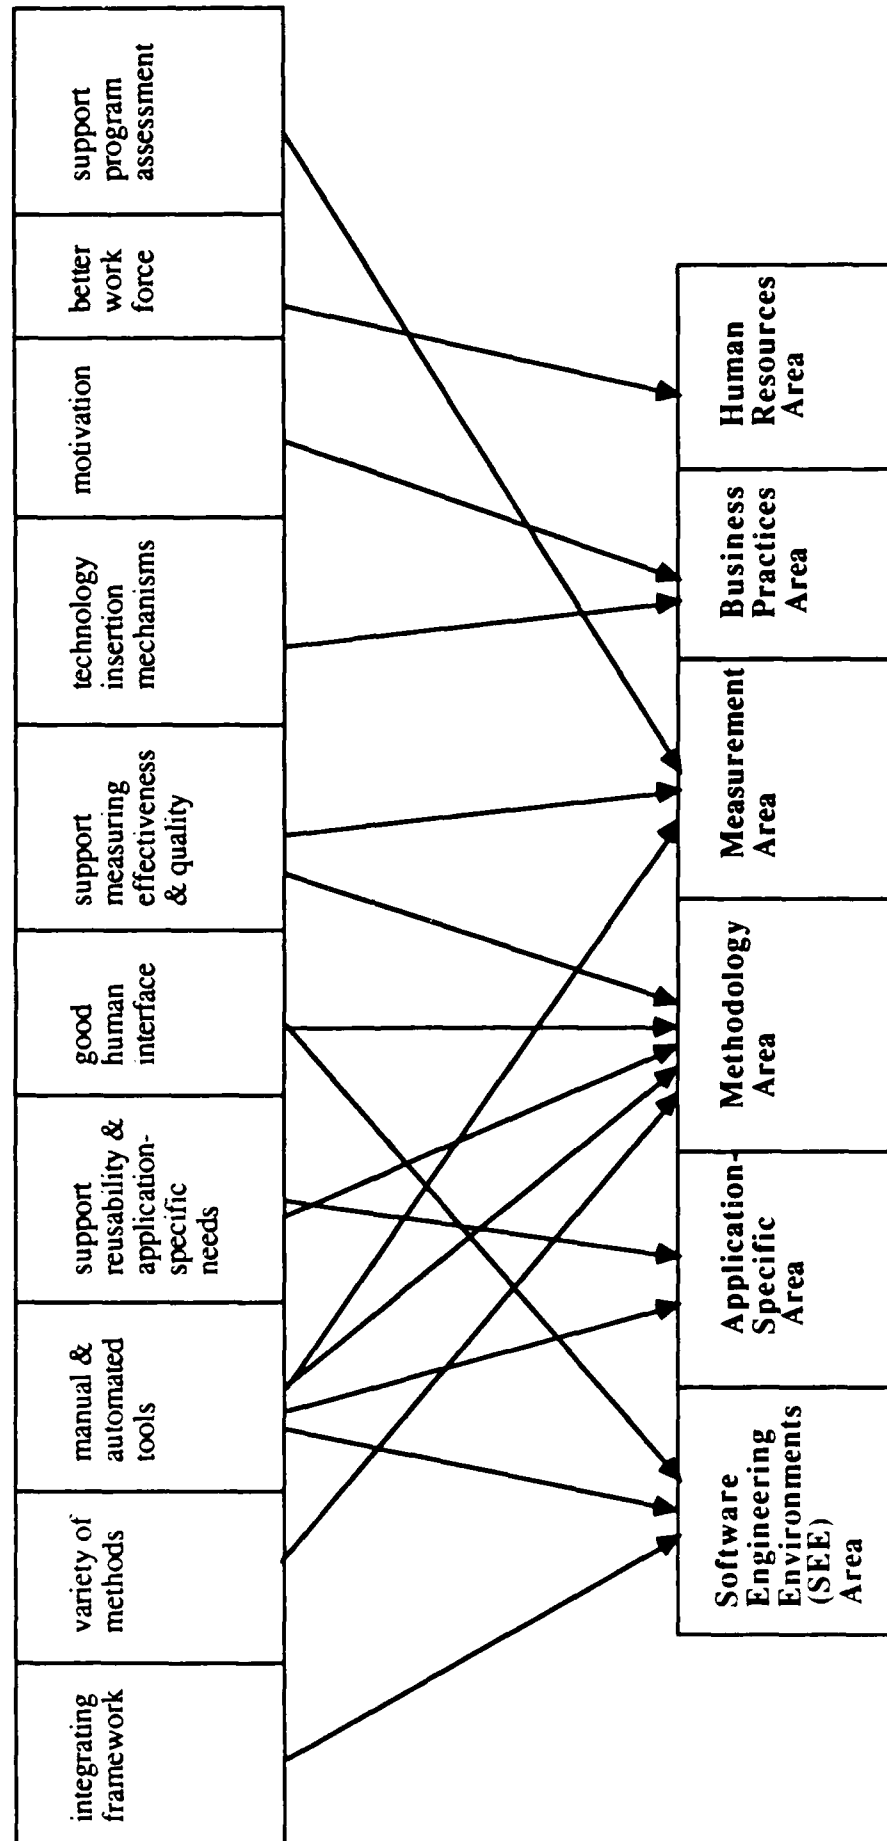 integrating
framework
variety of
methods
manual &
automated
tools
support
reusability &
application-
specific
needs
good
human
interface
support
measuring
effectiveness
& quality
technology
insertion
mechanisms
motivation
better
work
force
support
program
assessment
Software
Engineering
Environments
(SEE)
Area
Application-
Specific
Area
Methodology
Area
Measurement
Area
Business
Practices
Area
Human
Resources
Area